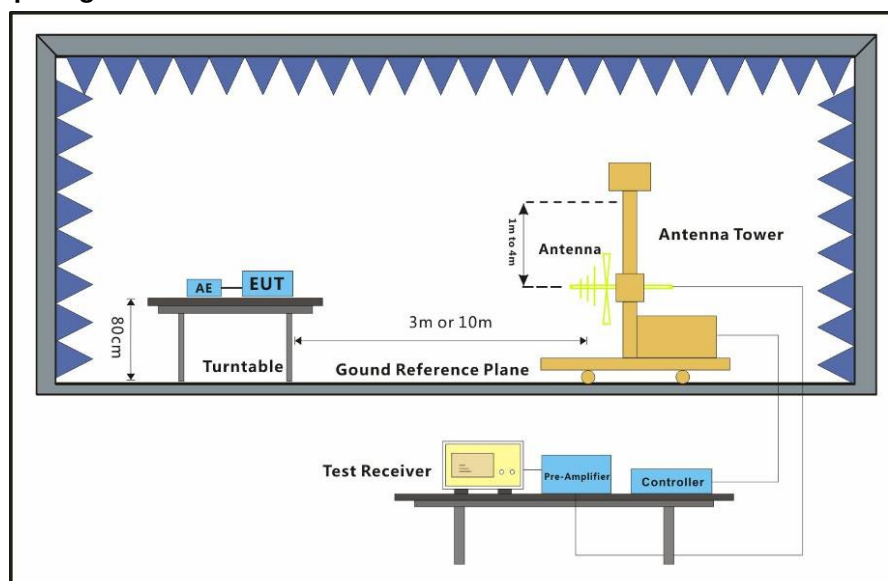 1m to 4m
Antenna
Antenna Tower
AE
EUT
80cm
3m or 10m
Turntable
Gound Reference Plane
Test Receiver
Pre-Amplifier
Controller